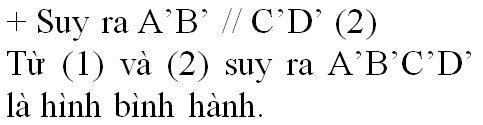 + Suy ra A’B’ // C’D’ (2)
Từ (1) và (2) suy ra A’B’C’D’
là hình bình hành.